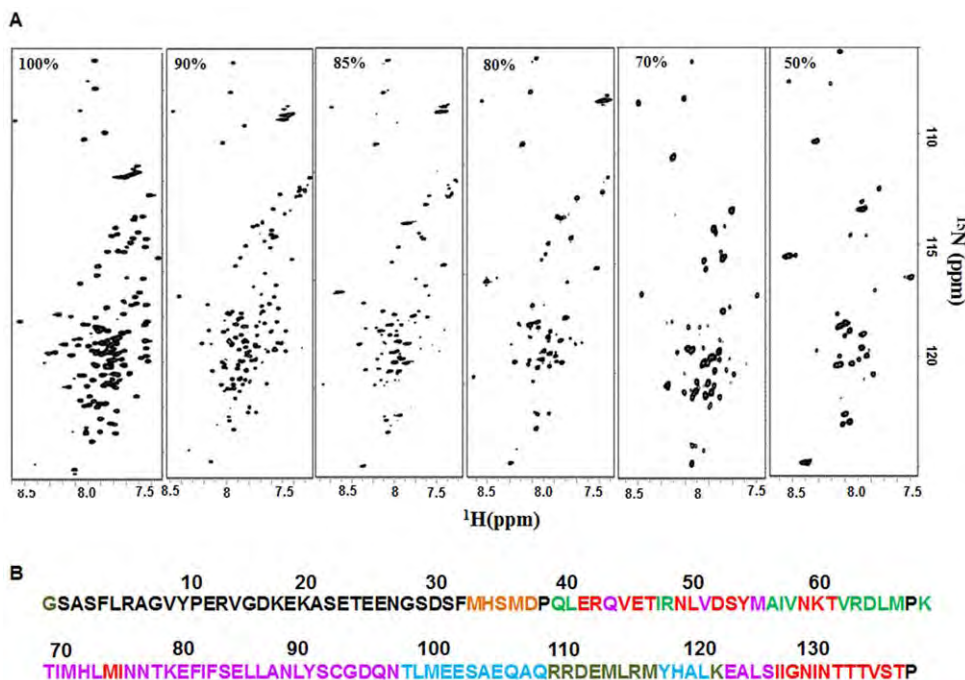 A
100% 90% 85% 80% 70% 50%
110
115
120
¹⁵N (ppm)
8.5 8.0 7.5 8.5 8 7.5 8.5 8.0 7.5 8.5 8.0 7.5 8.5 8 7.5 8.5 8.0 7.5
¹H(ppm)
B
10 20 30 40 50 60
GSASFLRAGVYPERVGDKEKASETEENGSDSFMHSMDPQLERQVETIRNLVDSYMAIVNKTVRDLMPK
70 80 90 100 110 120 130
TIMHLMINNTKEFIFSELLANLYSCGDQNTLMEESAEQAQRRDEMLRMYHALKEALSIIGNINTTTVSTP